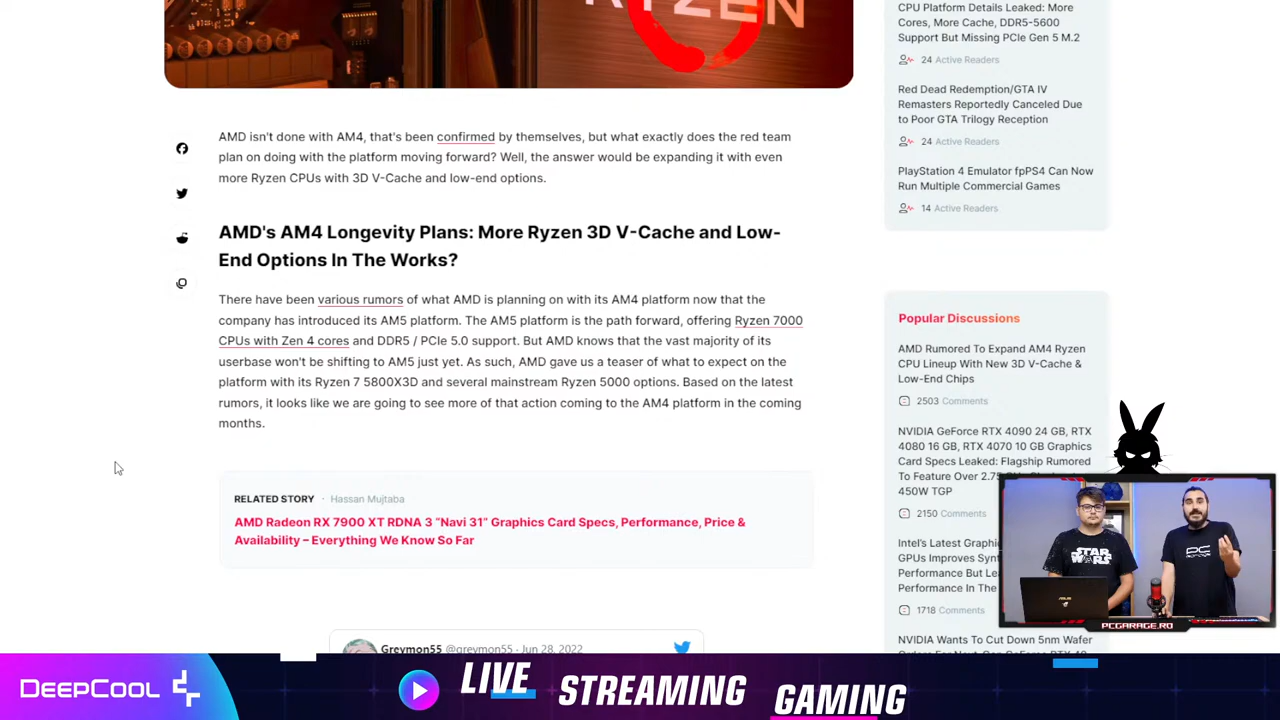 RYZEN
AMD isn't done with AM4, that's been confirmed by themselves, but what exactly does the red team
plan on doing with the platform moving forward? Well, the answer would be expanding it with even
more Ryzen CPUs with 3D V-Cache and low-end options.
AMD's AM4 Longevity Plans: More Ryzen 3D V-Cache and Low-
End Options In The Works?
There have been various rumors of what AMD is planning on with its AM4 platform now that the
company has introduced its AM5 platform. The AM5 platform is the path forward, offering Ryzen 7000
CPUs with Zen 4 cores and DDR5 / PCIe 5.0 support. But AMD knows that the vast majority of its
userbase won't be shifting to AM5 just yet. As such, AMD gave us a teaser of what to expect on the
platform with its Ryzen 7 5800X3D and several mainstream Ryzen 5000 options. Based on the latest
rumors, it looks like we are going to see more of that action coming to the AM4 platform in the coming
months.
RELATED STORY · Hassan Mujtaba
AMD Radeon RX 7900 XT RDNA 3 “Navi 31” Graphics Card Specs, Performance, Price &
Availability – Everything We Know So Far
Greymon55 @greymon55 · Jun 28, 2022
CPU Platform Details Leaked: More
Cores, More Cache, DDR5-5600
Support But Missing PCIe Gen 5 M.2
24 Active Readers
Red Dead Redemption/GTA IV
Remasters Reportedly Canceled Due
to Poor GTA Trilogy Reception
24 Active Readers
PlayStation 4 Emulator fpPS4 Can Now
Run Multiple Commercial Games
14 Active Readers
Popular Discussions
AMD Rumored To Expand AM4 Ryzen
CPU Lineup With New 3D V-Cache &
Low-End Chips
2503 Comments
NVIDIA GeForce RTX 4090 24 GB, RTX
4080 16 GB, RTX 4070 10 GB Graphics
Card Specs Leaked: Flagship Rumored
To Feature Over 2.75
450W TGP
2150 Comments
Intel's Latest Graphi
GPUs Improves Synt
Performance But Le
Performance In The
1718 Comments
NVIDIA Wants To Cut Down 5nm Wafer
STAR
WARS
PC
ASUS
PCGARAGE.RO
DEEPCOOL
LIVE
STREAMING
GAMING